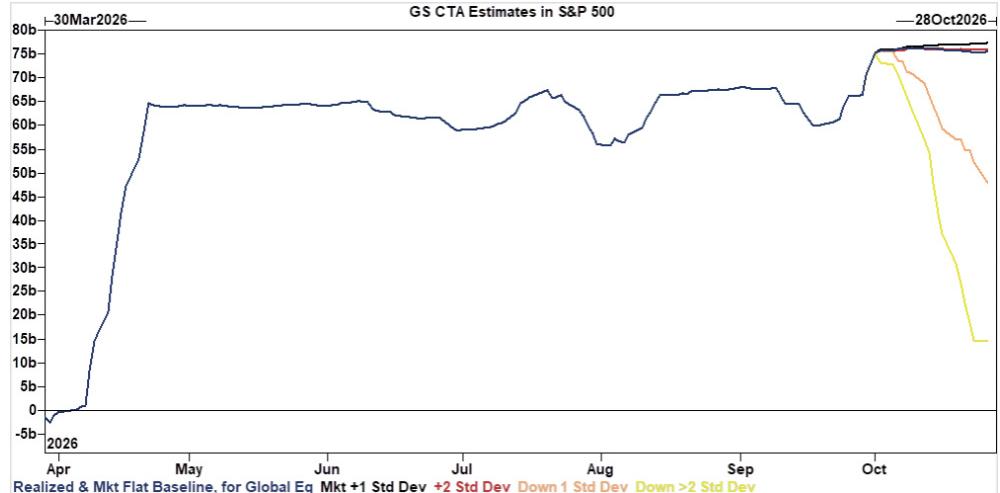 GS CTA Estimates in S&P 500
30Mar2026
28Oct2026
80b
75b
70b
65b
60b
55b
50b
45b
40b
35b
30b
25b
20b
15b
10b
5b
0
-5b
2026
Apr May Jun Jul Aug Sep Oct
Realized & Mkt Flat Baseline, for Global Eq Mkt +1 Std Dev +2 Std Dev Down 1 Std Dev Down >2 Std Dev